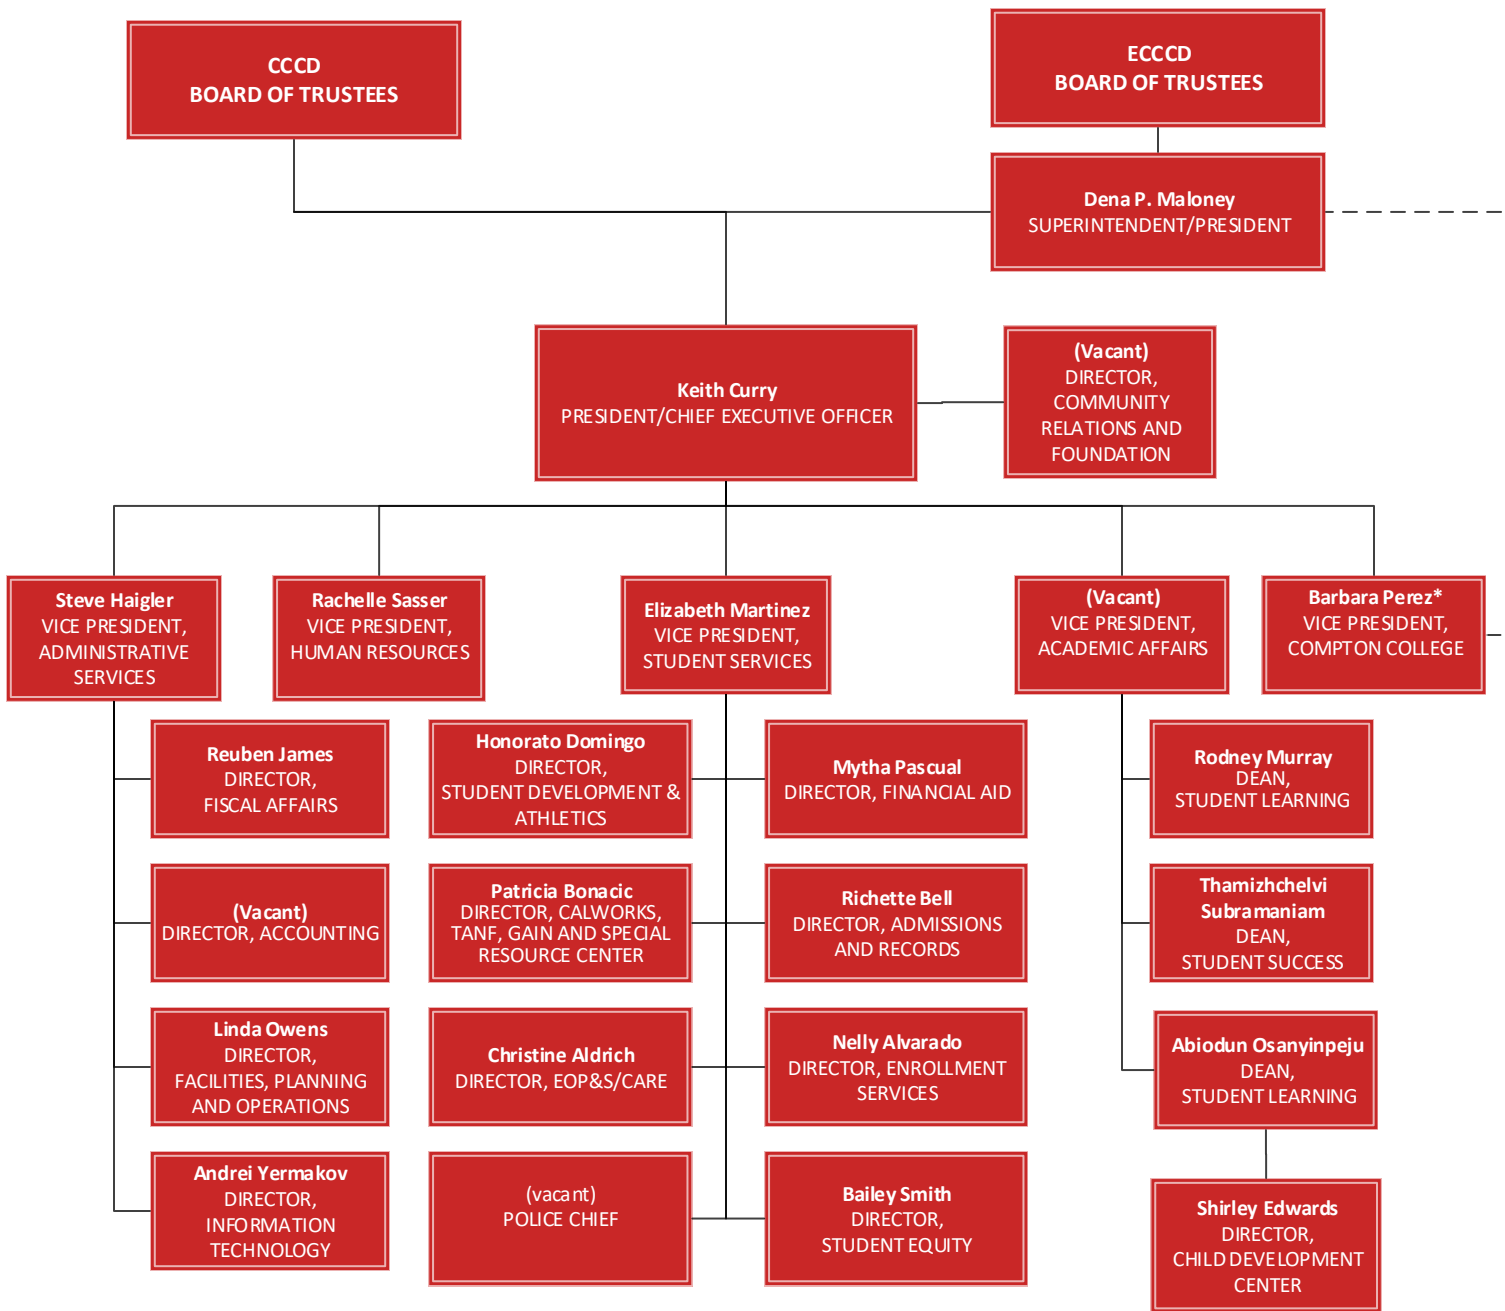 CCCD
BOARD OF TRUSTEES
ECCCD
BOARD OF TRUSTEES
Dena P. Maloney
SUPERINTENDENT/PRESIDENT
Keith Curry
PRESIDENT/CHIEF EXECUTIVE OFFICER
(Vacant)
DIRECTOR,
COMMUNITY
RELATIONS AND
FOUNDATION
Steve Haigler
VICE PRESIDENT,
ADMINISTRATIVE
SERVICES
Rachelle Sasser
VICE PRESIDENT,
HUMAN RESOURCES
Elizabeth Martinez
VICE PRESIDENT,
STUDENT SERVICES
(Vacant)
VICE PRESIDENT,
ACADEMIC AFFAIRS
Barbara Perez*
VICE PRESIDENT,
COMPTON COLLEGE
Reuben James
DIRECTOR,
FISCAL AFFAIRS
Honorato Domingo
DIRECTOR,
STUDENT DEVELOPMENT &
ATHLETICS
Mytha Pascual
DIRECTOR, FINANCIAL AID
Rodney Murray
DEAN,
STUDENT LEARNING
(Vacant)
DIRECTOR, ACCOUNTING
Patricia Bonacic
DIRECTOR, CALWORKS,
TANF, GAIN AND SPECIAL
RESOURCE CENTER
Richette Bell
DIRECTOR, ADMISSIONS
AND RECORDS
Thamizhchelvi
Subramaniam
DEAN,
STUDENT SUCCESS
Linda Owens
DIRECTOR,
FACILITIES, PLANNING
AND OPERATIONS
Christine Aldrich
DIRECTOR, EOP&S/CARE
Nelly Alvarado
DIRECTOR, ENROLLMENT
SERVICES
Abiodun Osanyinpeju
DEAN,
STUDENT LEARNING
Andrei Yermakov
DIRECTOR,
INFORMATION
TECHNOLOGY
(vacant)
POLICE CHIEF
Bailey Smith
DIRECTOR,
STUDENT EQUITY
Shirley Edwards
DIRECTOR,
CHILD DEVELOPMENT
CENTER